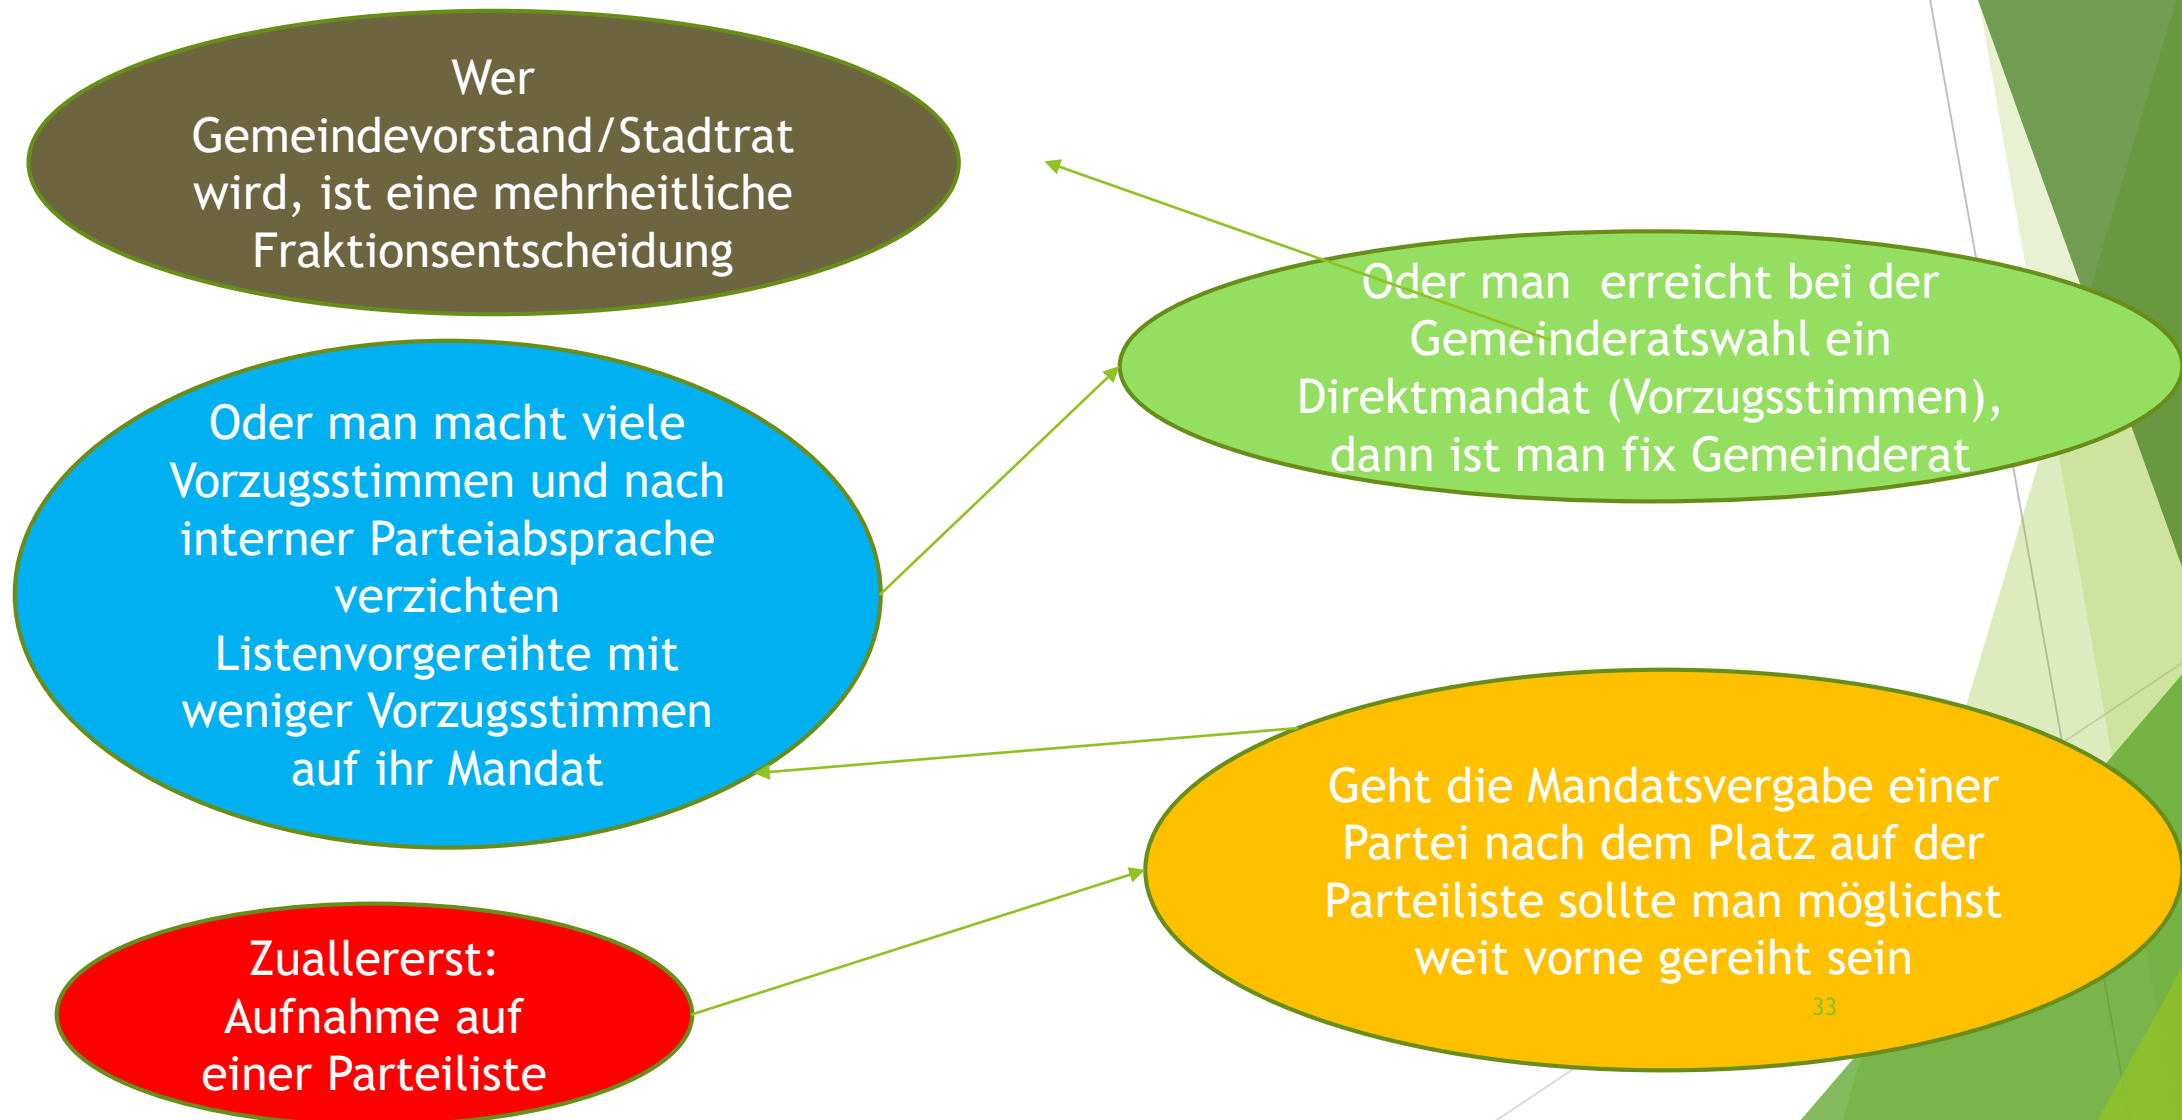 Wer
Gemeindevorstand/Stadtrat
wird, ist eine mehrheitliche
Fraktionsentscheidung
Oder man erreicht bei der
Gemeinderatswahl ein
Direktmandat (Vorzugsstimmen),
dann ist man fix Gemeinderat
Oder man macht viele
Vorzugsstimmen und nach
interner Parteiabsprache
verzichten
Listenvorgereihte mit
weniger Vorzugsstimmen
auf ihr Mandat
Geht die Mandatsvergabe einer
Partei nach dem Platz auf der
Parteiliste sollte man möglichst
weit vorne gereiht sein
33
Zuallererst:
Aufnahme auf
einer Parteiliste